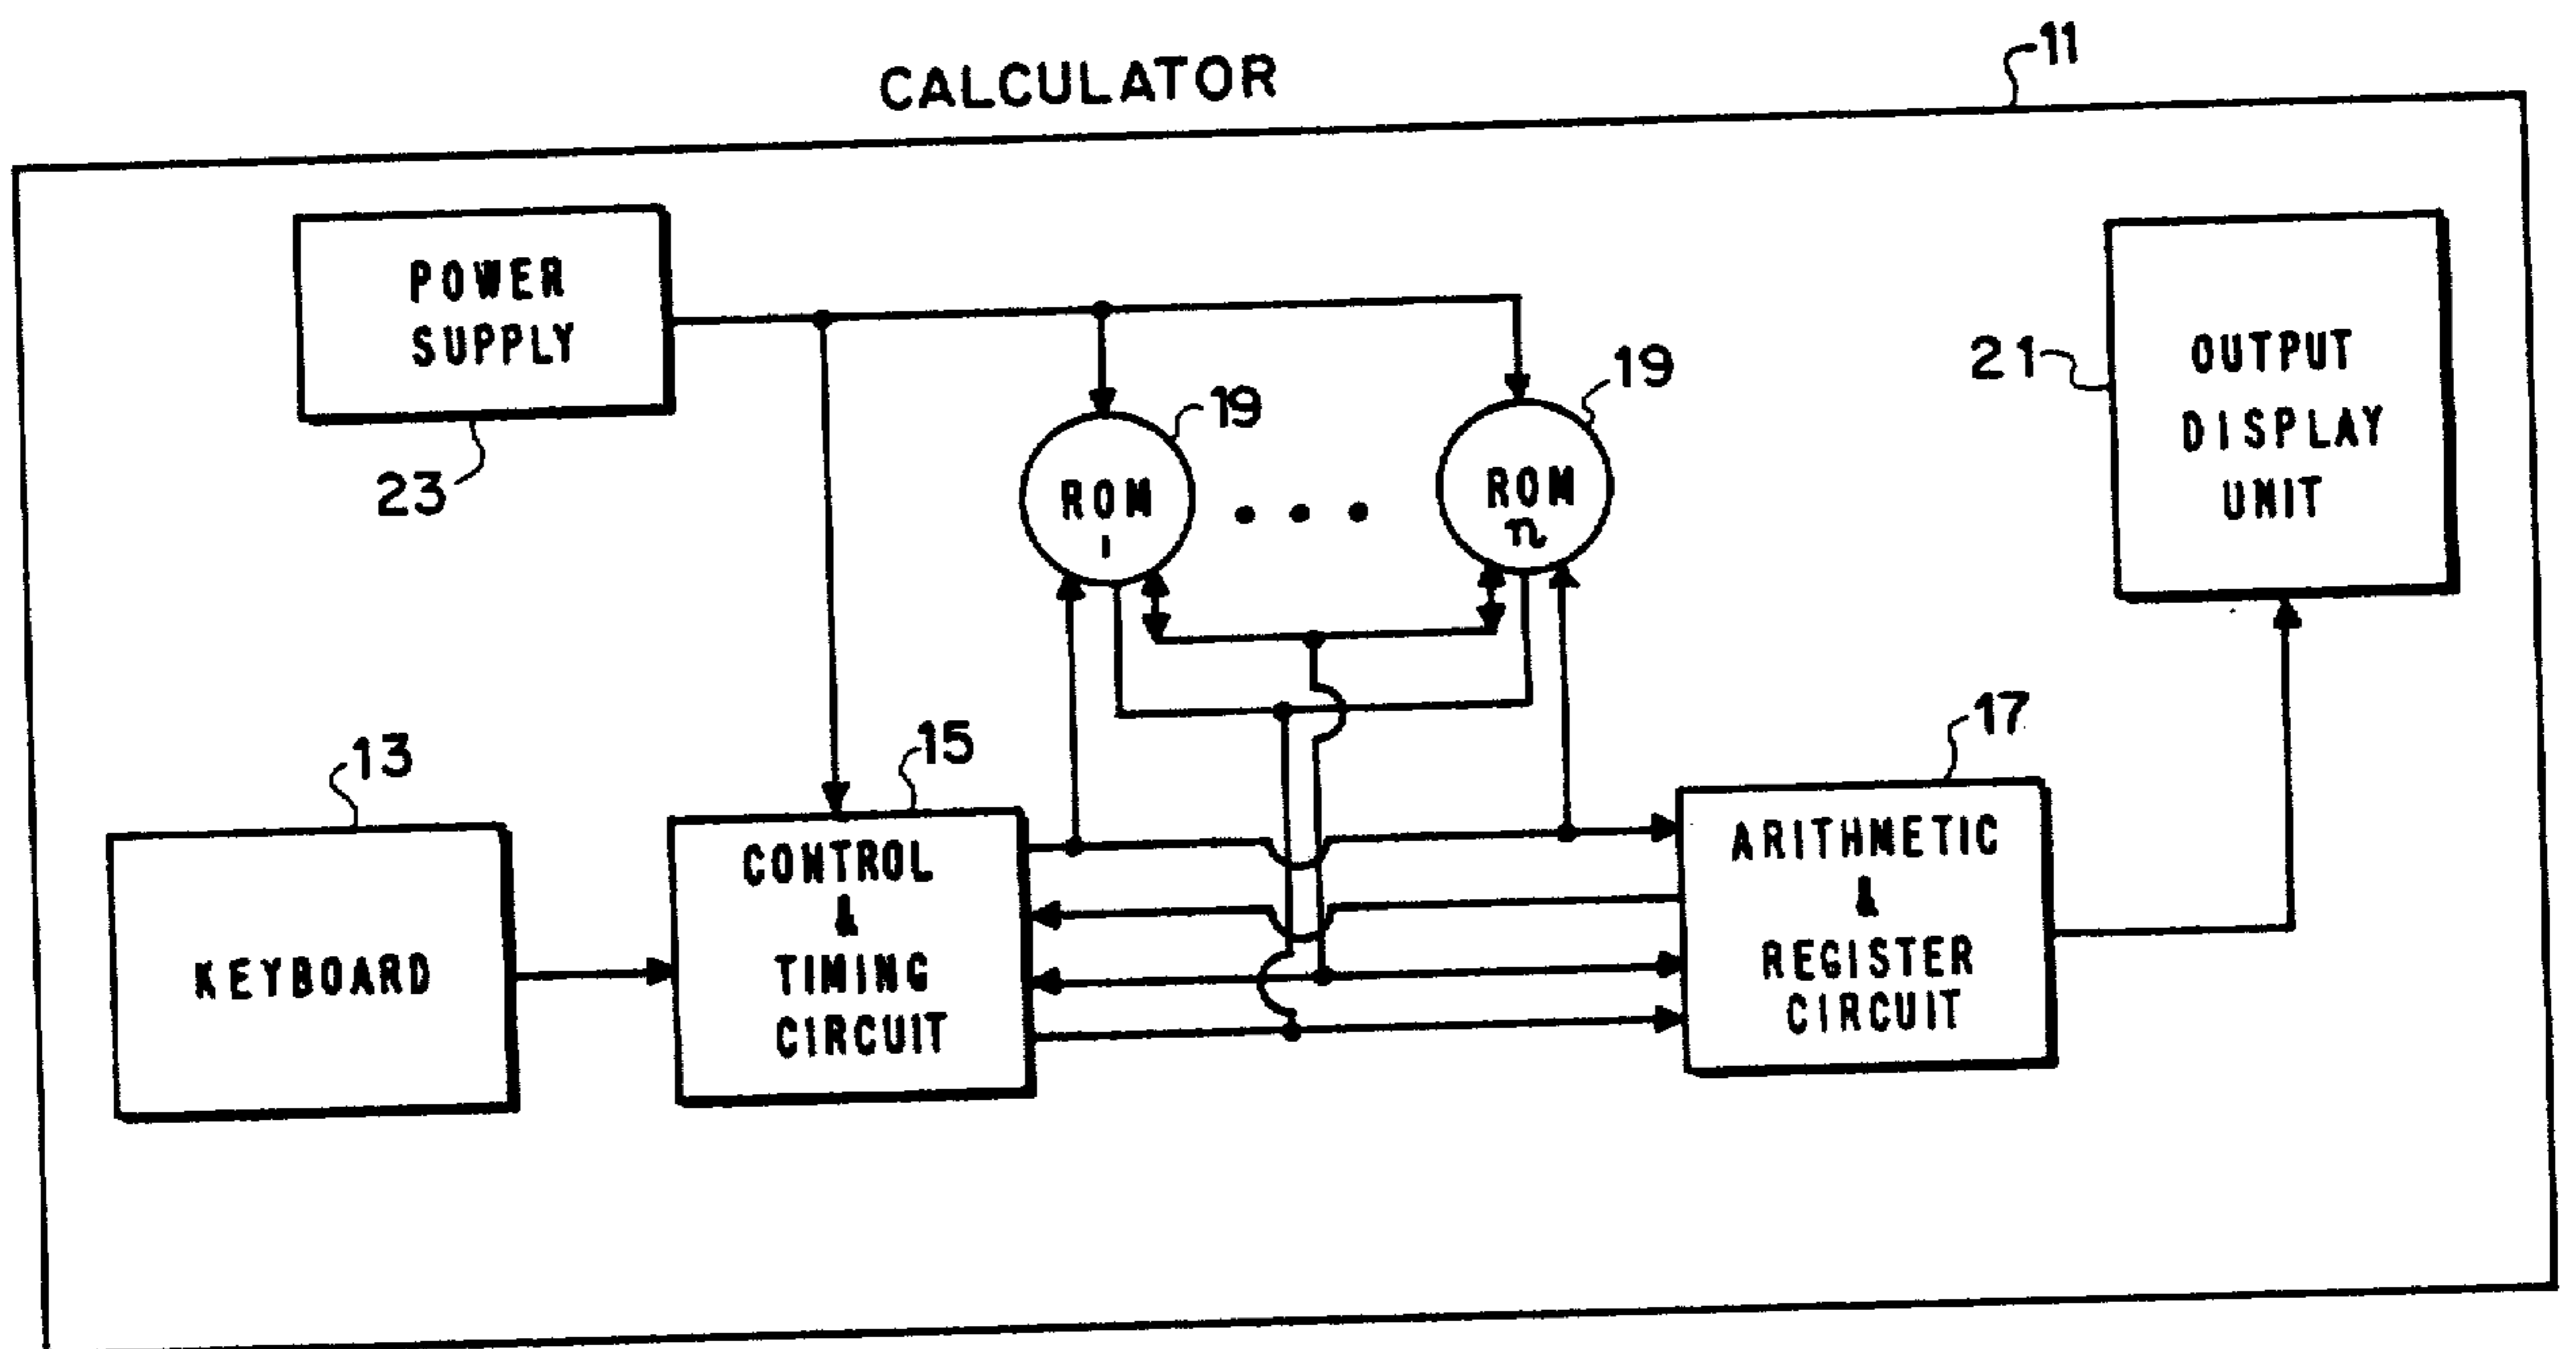 CALCULATOR
11
POWER
SUPPLY
23
ROM
1
19
ROM
n
19
21
OUTPUT
DISPLAY
UNIT
13
KEYBOARD
15
CONTROL
&
TIMING
CIRCUIT
17
ARITHMETIC
&
REGISTER
CIRCUIT